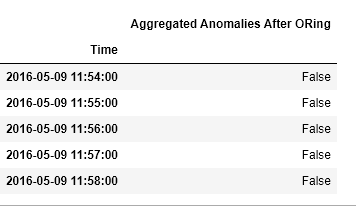 Aggregated Anomalies After ORing
Time
2016-05-09 11:54:00 False
2016-05-09 11:55:00 False
2016-05-09 11:56:00 False
2016-05-09 11:57:00 False
2016-05-09 11:58:00 False